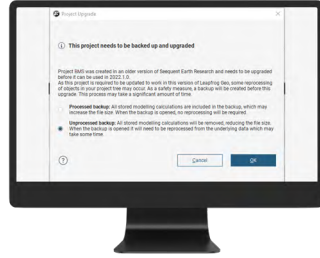 Project Upgrade
This project needs to be backed up and upgraded
Project BMS was created in an older version of Seequent Earth Research and needs to be upgraded
before it can be used in 2022.1.0.
As this project is required to be updated to work in this version of Leapfrog Geo, some reprocessing
of objects in your project tree may occur. As a safety measure, a backup will be created before this
upgrade. This process may take a significant amount of time.
Processed backup: All stored modelling calculations are included in the backup, which may
increase the file size. When the backup is opened, no reprocessing will be required.
Unprocessed backup: All stored modelling calculations will be removed, reducing the file size.
When the backup is opened it will need to be reprocessed from the underlying data which may
take some time.
?
Cancel
OK